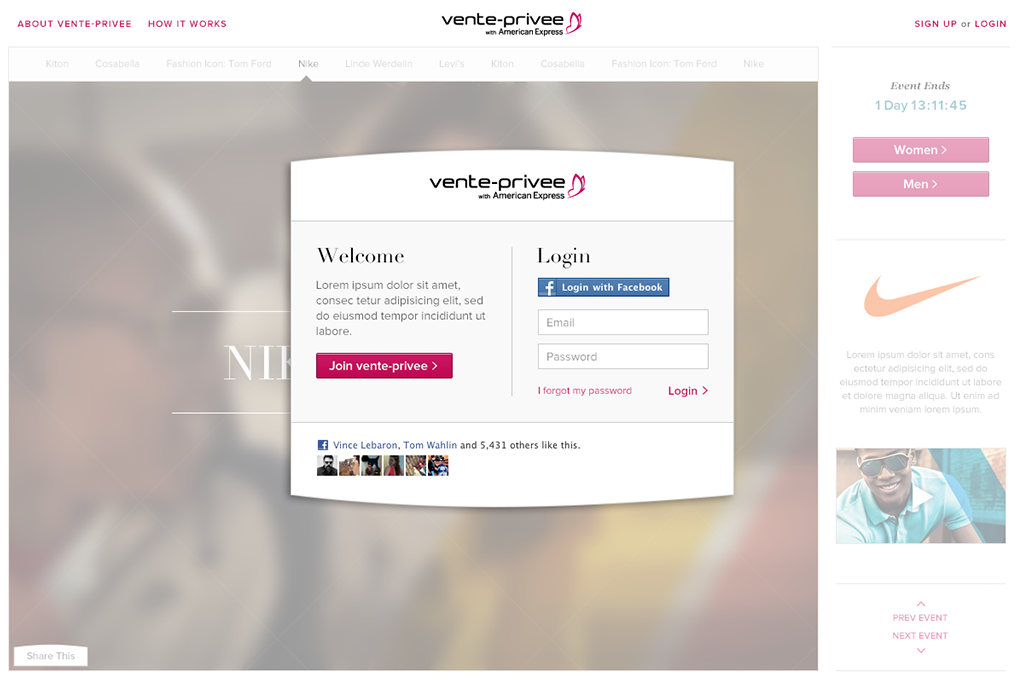 ABOUT VENTE-PRIVEE HOW IT WORKS
vente-privee
with American Express
SIGN UP or LOGIN
Kiton Cosabella Fashion Icon: Tom Ford Nike Linde Werdelin Levi's Kiton Cosabella Fashion Icon: Tom Ford Nike
Event Ends
1 Day 13:11:45
Women >
Men >
vente-privee
with American Express
Welcome
Lorem ipsum dolor sit amet,
consec tetur adipisicing elit, sed
do eiusmod tempor incididunt ut
labore.
Join vente-privee >
Login
f Login with Facebook
Email
Password
I forgot my password
Login >
f Vince Lebaron, Tom Wahlin and 5,431 others like this.
Lorem ipsum dolor sit amet, cons
ectetur adipisicing elit, sed do
eiusmod tempor incididunt ut labore
et dolore magna aliqua. Ut enim ad
minim veniam lorem ipsum.
PREV EVENT
NEXT EVENT
Share This